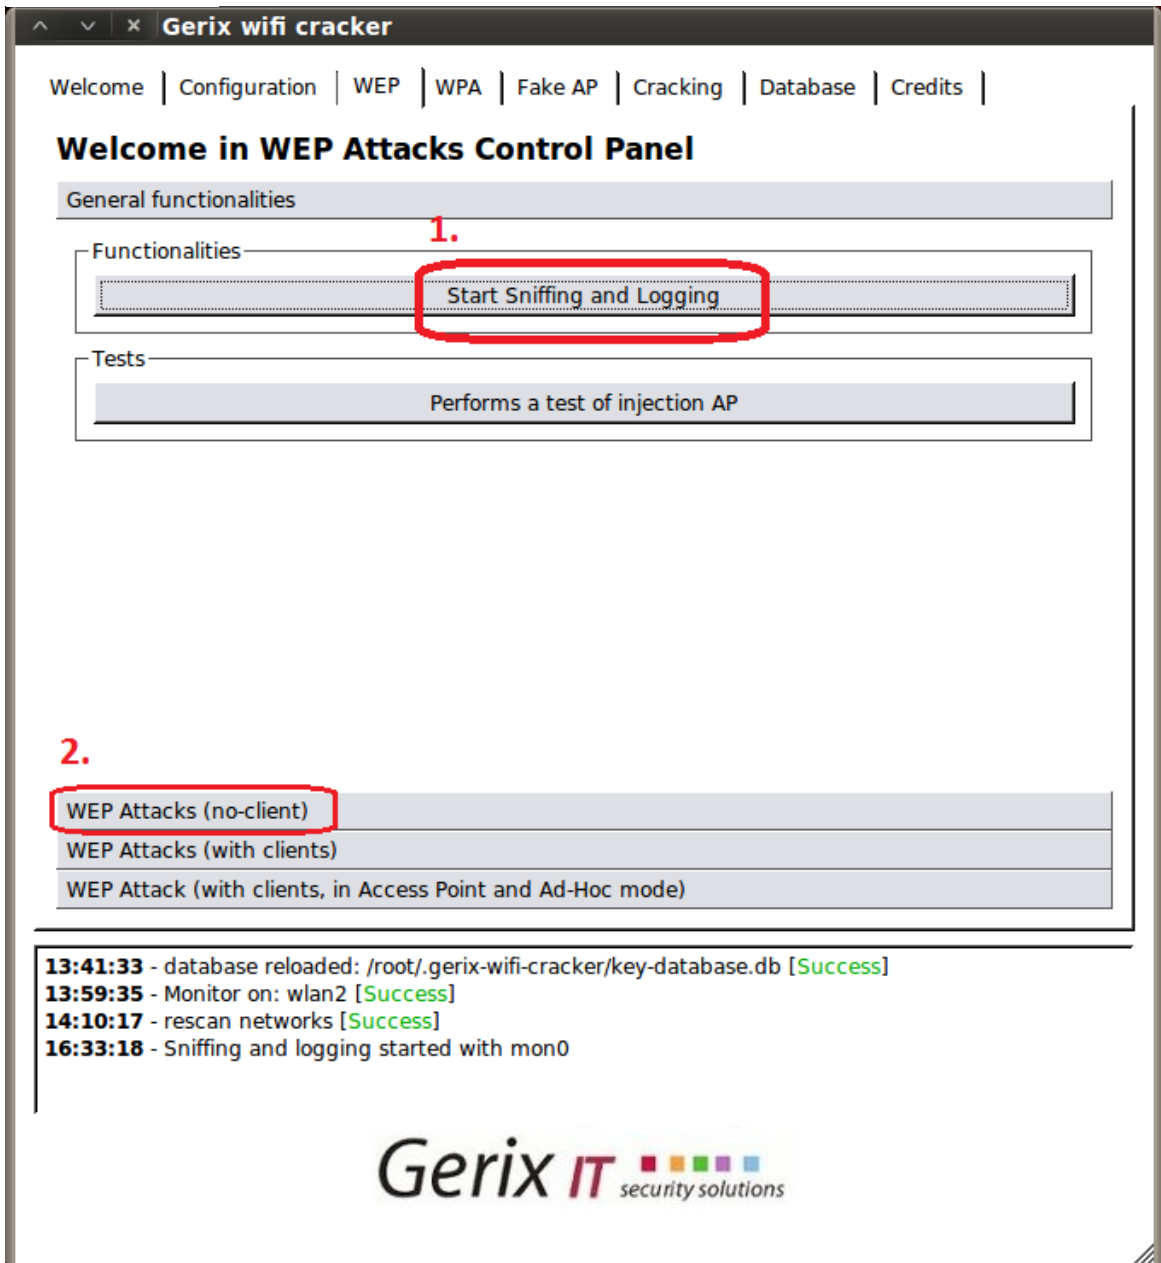 Gerix wifi cracker
Welcome Configuration WEP WPA Fake AP Cracking Database Credits
Welcome in WEP Attacks Control Panel
General functionalities
1.
Functionalities
Start Sniffing and Logging
Tests
Performs a test of injection AP
2.
WEP Attacks (no-client)
WEP Attacks (with clients)
WEP Attack (with clients, in Access Point and Ad-Hoc mode)
13:41:33 - database reloaded: /root/.gerix-wifi-cracker/key-database.db [Success]
13:59:35 - Monitor on: wlan2 [Success]
14:10:17 - rescan networks [Success]
16:33:18 - Sniffing and logging started with mon0
Gerix IT security solutions